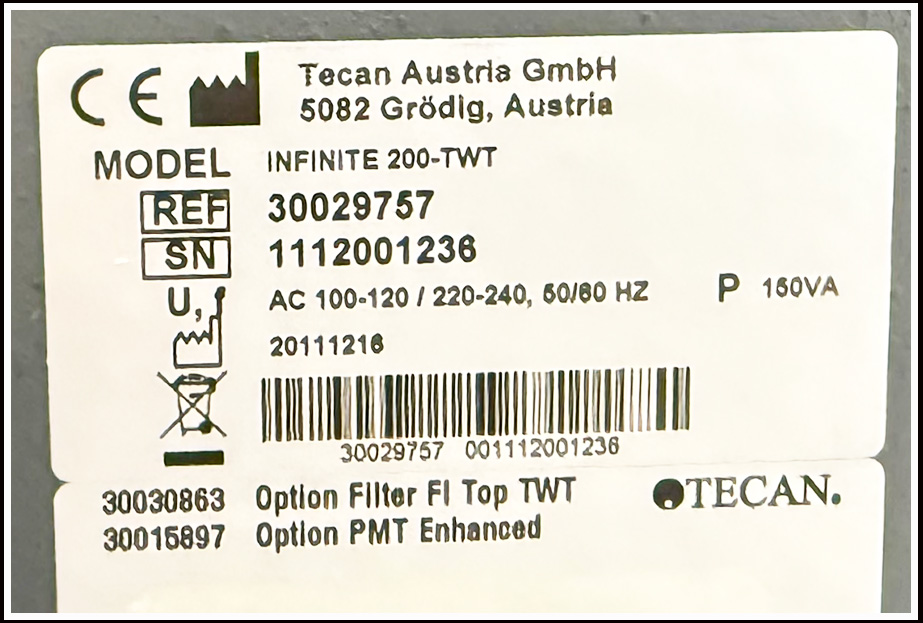 CE Tecan Austria GmbH
5082 Grödig, Austria
MODEL INFINITE 200-TWT
REF 30029757
SN 1112001236
U, AC 100-120 / 220-240, 50/60 HZ P 150VA
20111216
30029757 001112001236
30030863 Option Filter FI Top TWT TECAN.
30015897 Option PMT Enhanced